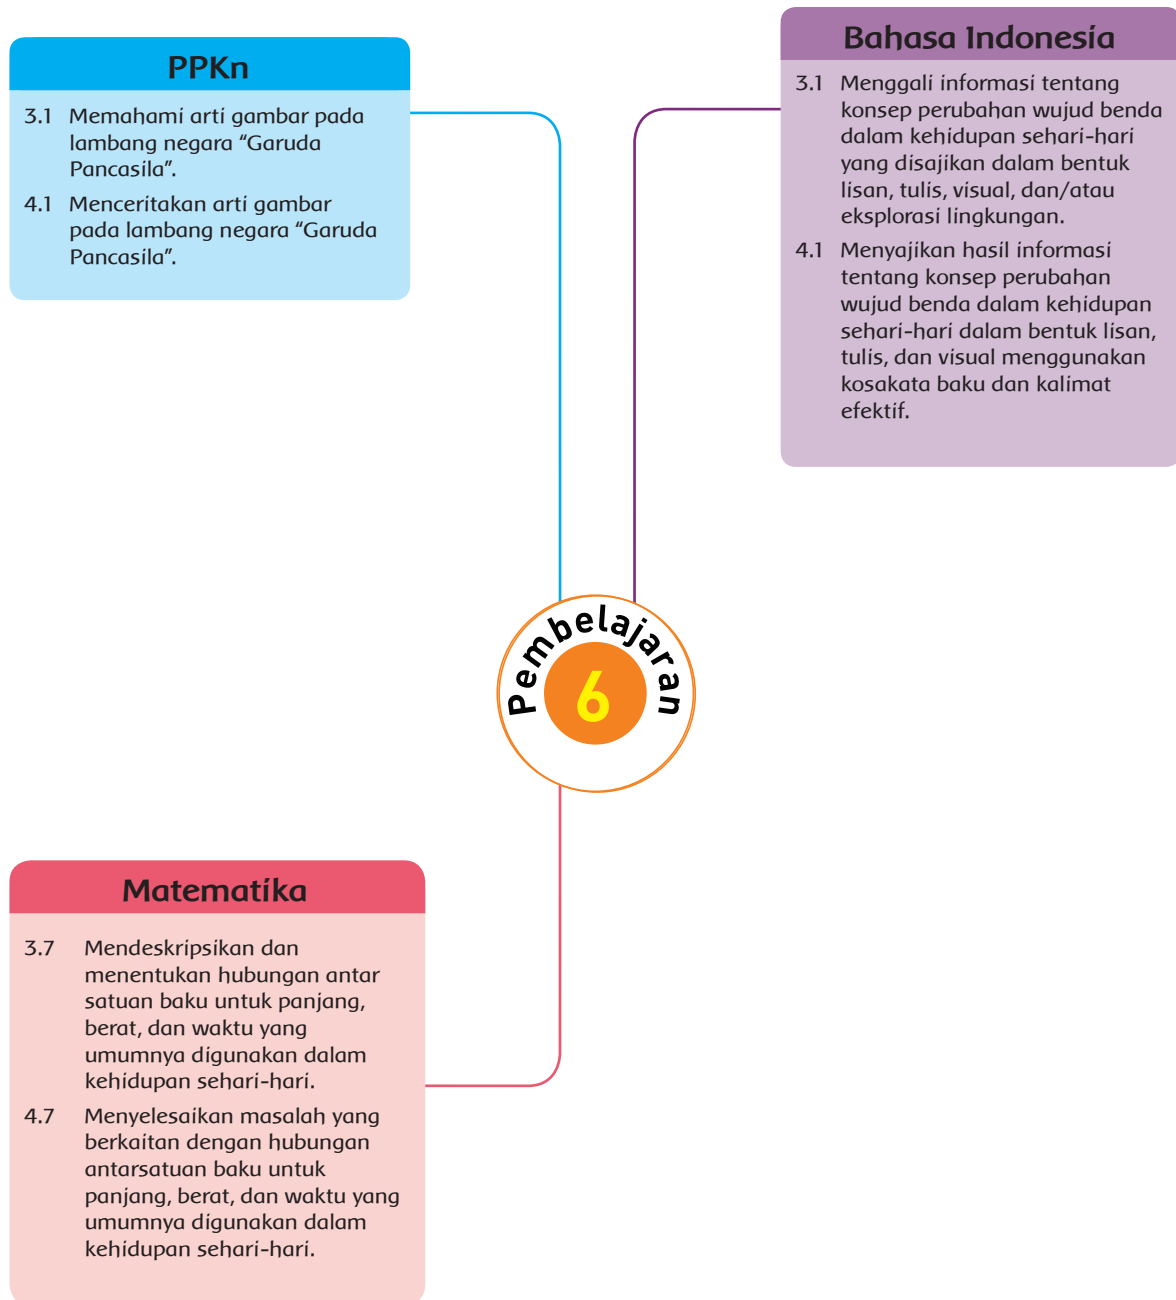 PPKn
3.1 Memahami arti gambar pada
lambang negara “Garuda
Pancasila”.
4.1 Menceritakan arti gambar
pada lambang negara “Garuda
Pancasila”.
Bahasa Indonesia
3.1 Menggali informasi tentang
konsep perubahan wujud benda
dalam kehidupan sehari-hari
yang disajikan dalam bentuk
lisan, tulis, visual, dan/atau
eksplorasi lingkungan.
4.1 Menyajikan hasil informasi
tentang konsep perubahan
wujud benda dalam kehidupan
sehari-hari dalam bentuk lisan,
tulis, dan visual menggunakan
kosakata baku dan kalimat
efektif.
Pembelajaran
6
Matematika
3.7 Mendeskripsikan dan
menentukan hubungan antar
satuan baku untuk panjang,
berat, dan waktu yang
umumnya digunakan dalam
kehidupan sehari-hari.
4.7 Menyelesaikan masalah yang
berkaitan dengan hubungan
antarsatuan baku untuk
panjang, berat, dan waktu yang
umumnya digunakan dalam
kehidupan sehari-hari.